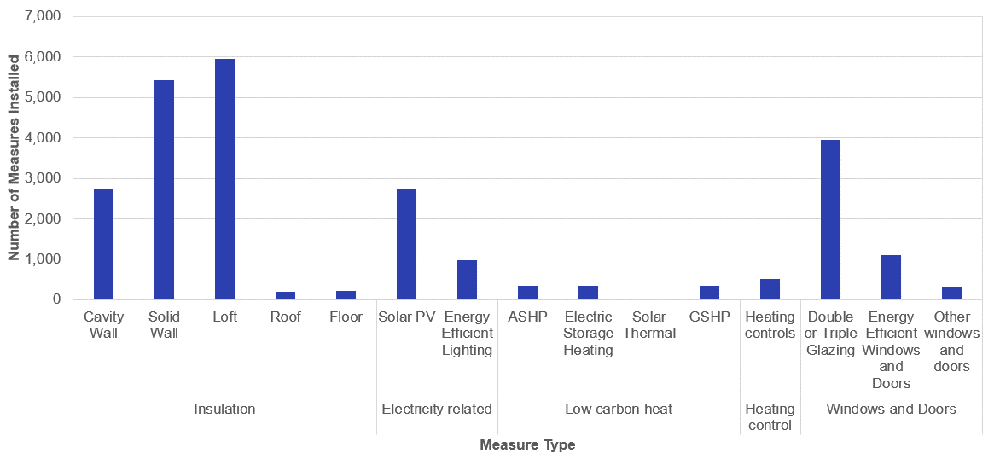 7,000
6,000
5,000
4,000
3,000
2,000
1,000
0
Number of Measures Installed
Cavity
Wall
Solid
Wall
Loft
Roof
Floor
Solar PV
Energy
Efficient
Lighting
ASHP
Electric
Storage
Heating
Solar
Thermal
GSHP
Heating
controls
Double
or Triple
Glazing
Energy
Efficient
Windows
and
Doors
Other
windows
and
doors
Insulation
Electricity related
Low carbon heat
Heating
control
Windows and Doors
Measure Type